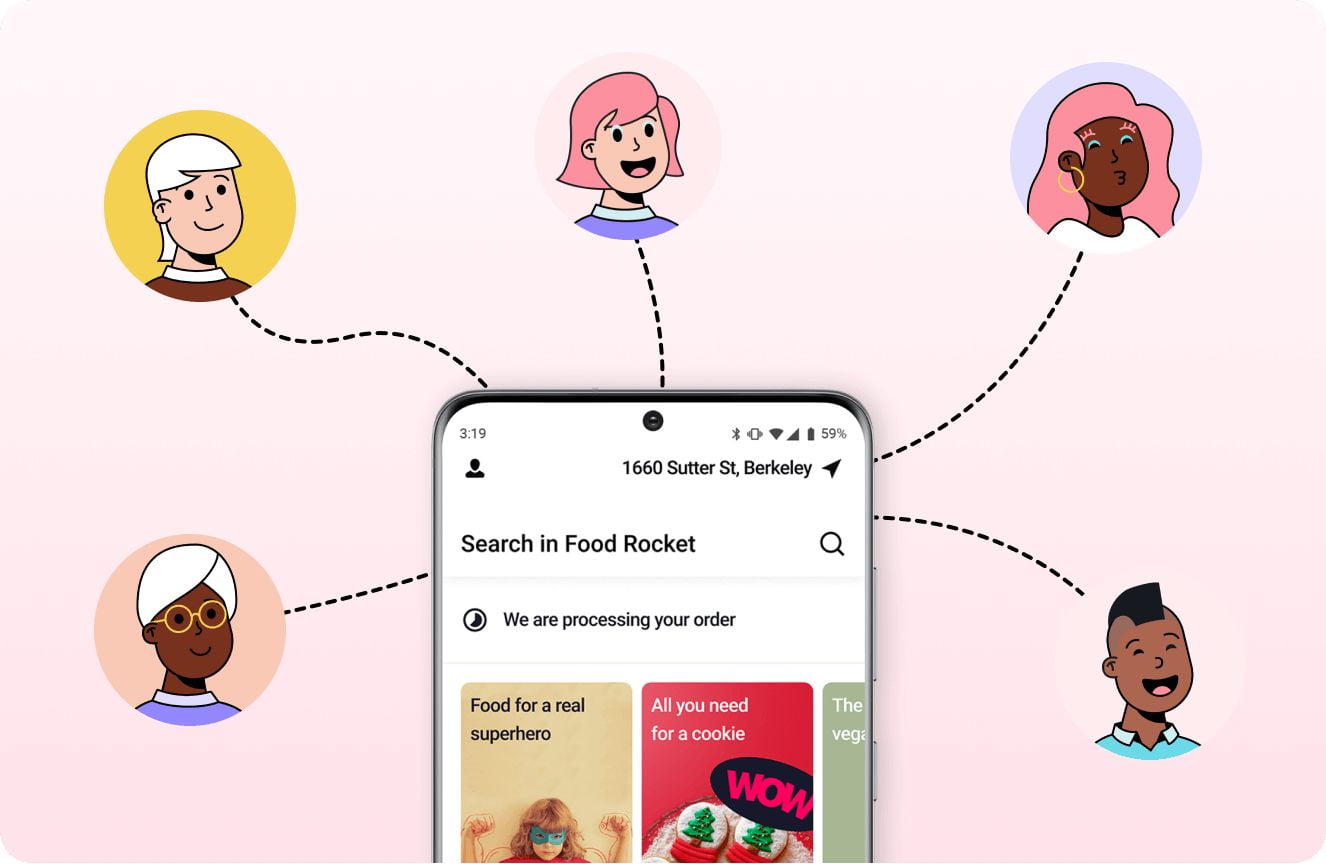 3:19
59%
1660 Sutter St, Berkeley
Search in Food Rocket
We are processing your order
Food for a real
superhero
All you need
for a cookie
WOW
The
vega